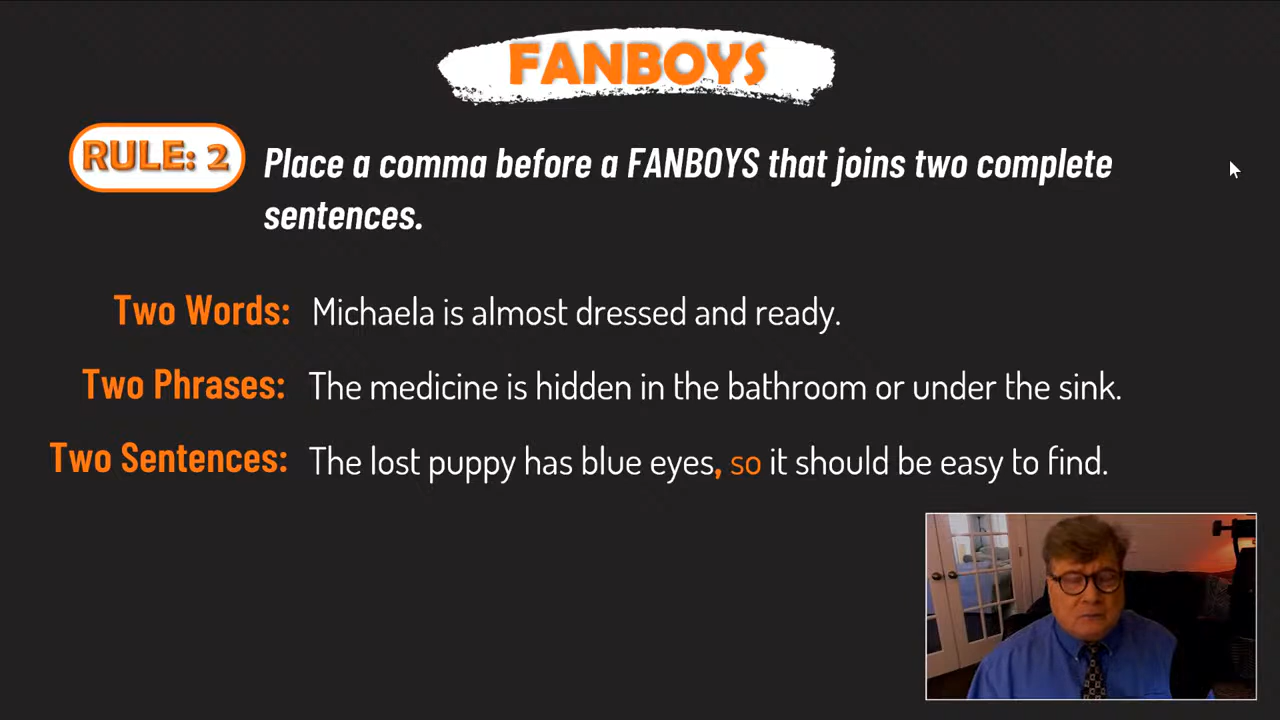 FANBOYS
RULE: 2
Place a comma before a FANBOYS that joins two complete
sentences.
Two Words: Michaela is almost dressed and ready.
Two Phrases: The medicine is hidden in the bathroom or under the sink.
Two Sentences: The lost puppy has blue eyes, so it should be easy to find.